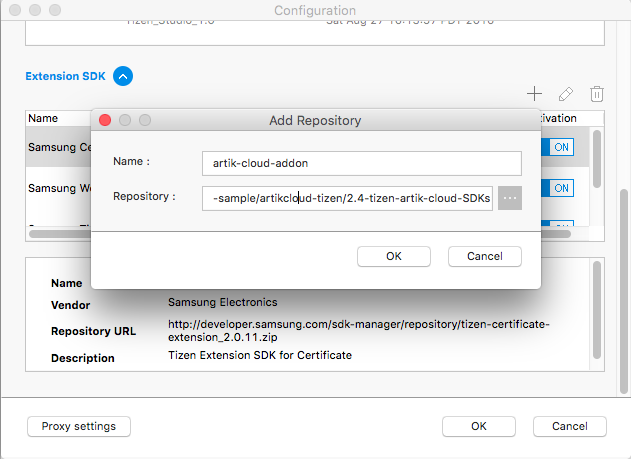 Configuration
Tizen_Studio_1.0 Sat Aug 27 16:15:37 PDT 2016
Extension SDK
Name
Samsung Ce
ON
Samsung We
ON
Add Repository
Name : artik-cloud-addon
Repository : -sample/artikcloud-tizen/2.4-tizen-artik-cloud-SDKs
...
OK Cancel
Name
Vendor Samsung Electronics
Repository URL http://developer.samsung.com/sdk-manager/repository/tizen-certificate-
extension_2.0.11.zip
Description Tizen Extension SDK for Certificate
Proxy settings OK Cancel